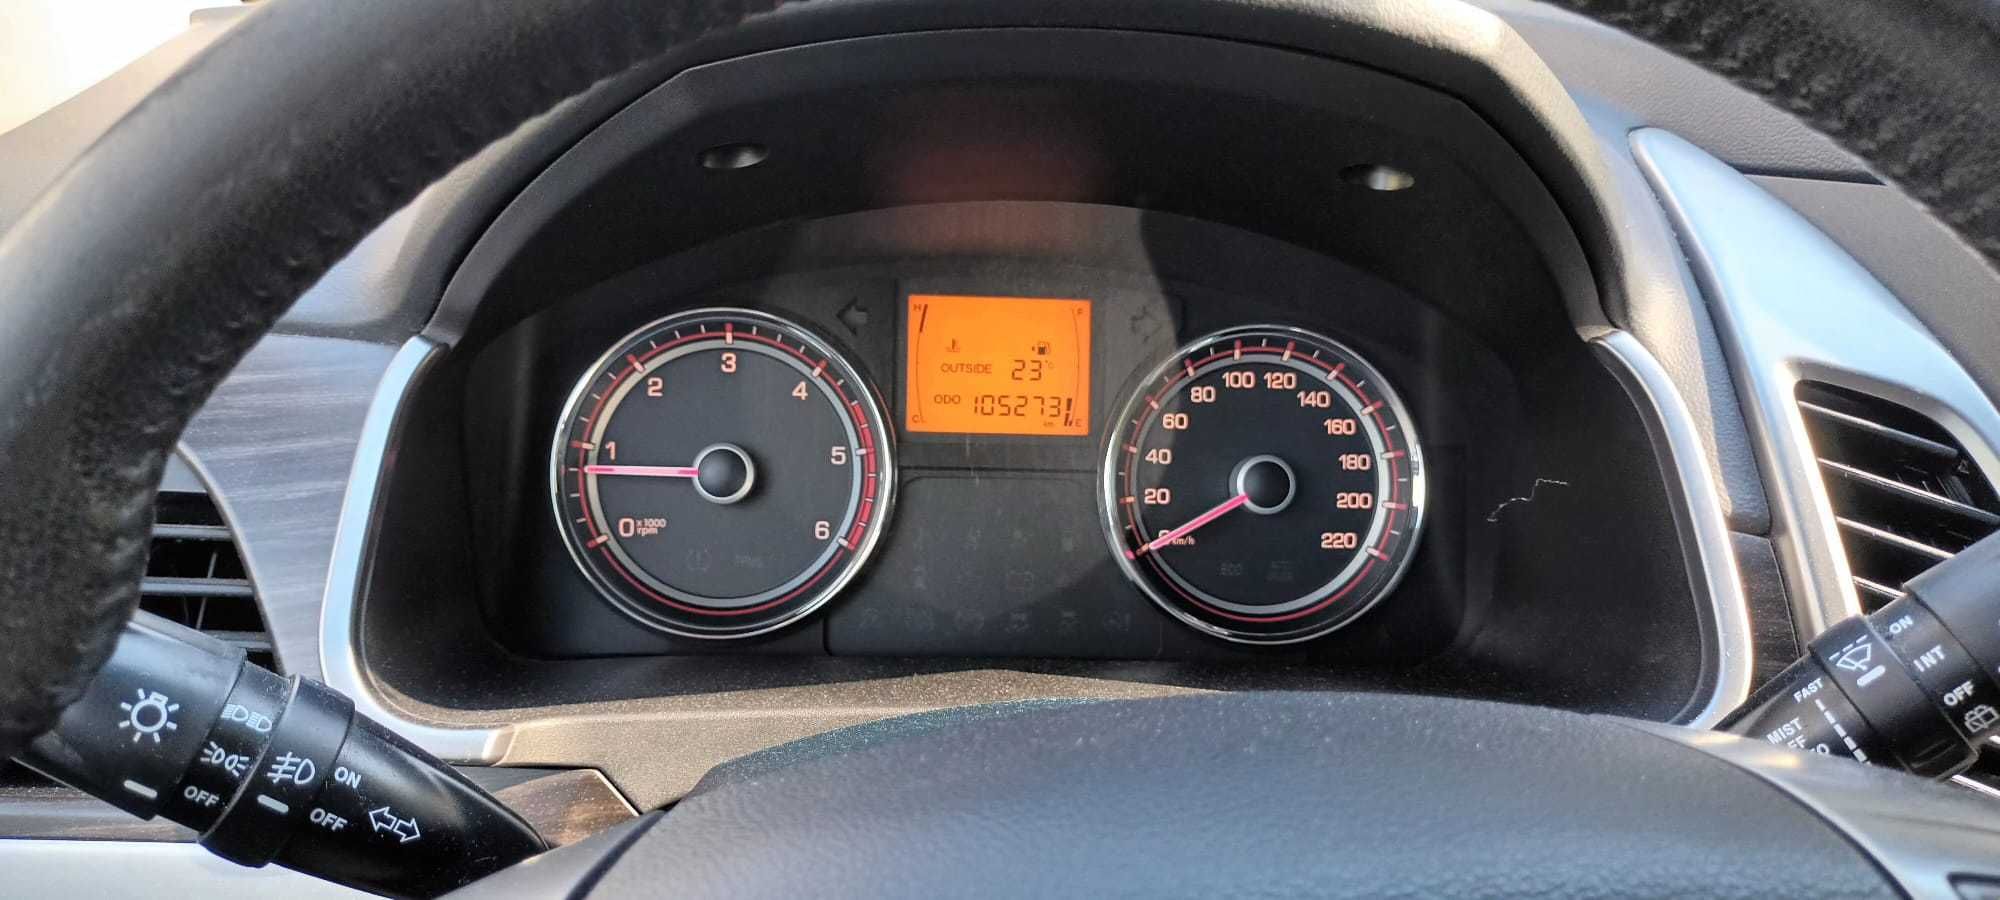 H
F
OUTSIDE 23°C
ODO 105273
C
km
E
0
1
2
3
4
5
6
x1000
rpm
0
20
40
60
80
100
120
140
160
180
200
220
km/h
ECO
OFF
ON
OFF
ON
INT
OFF
FAST
MIST